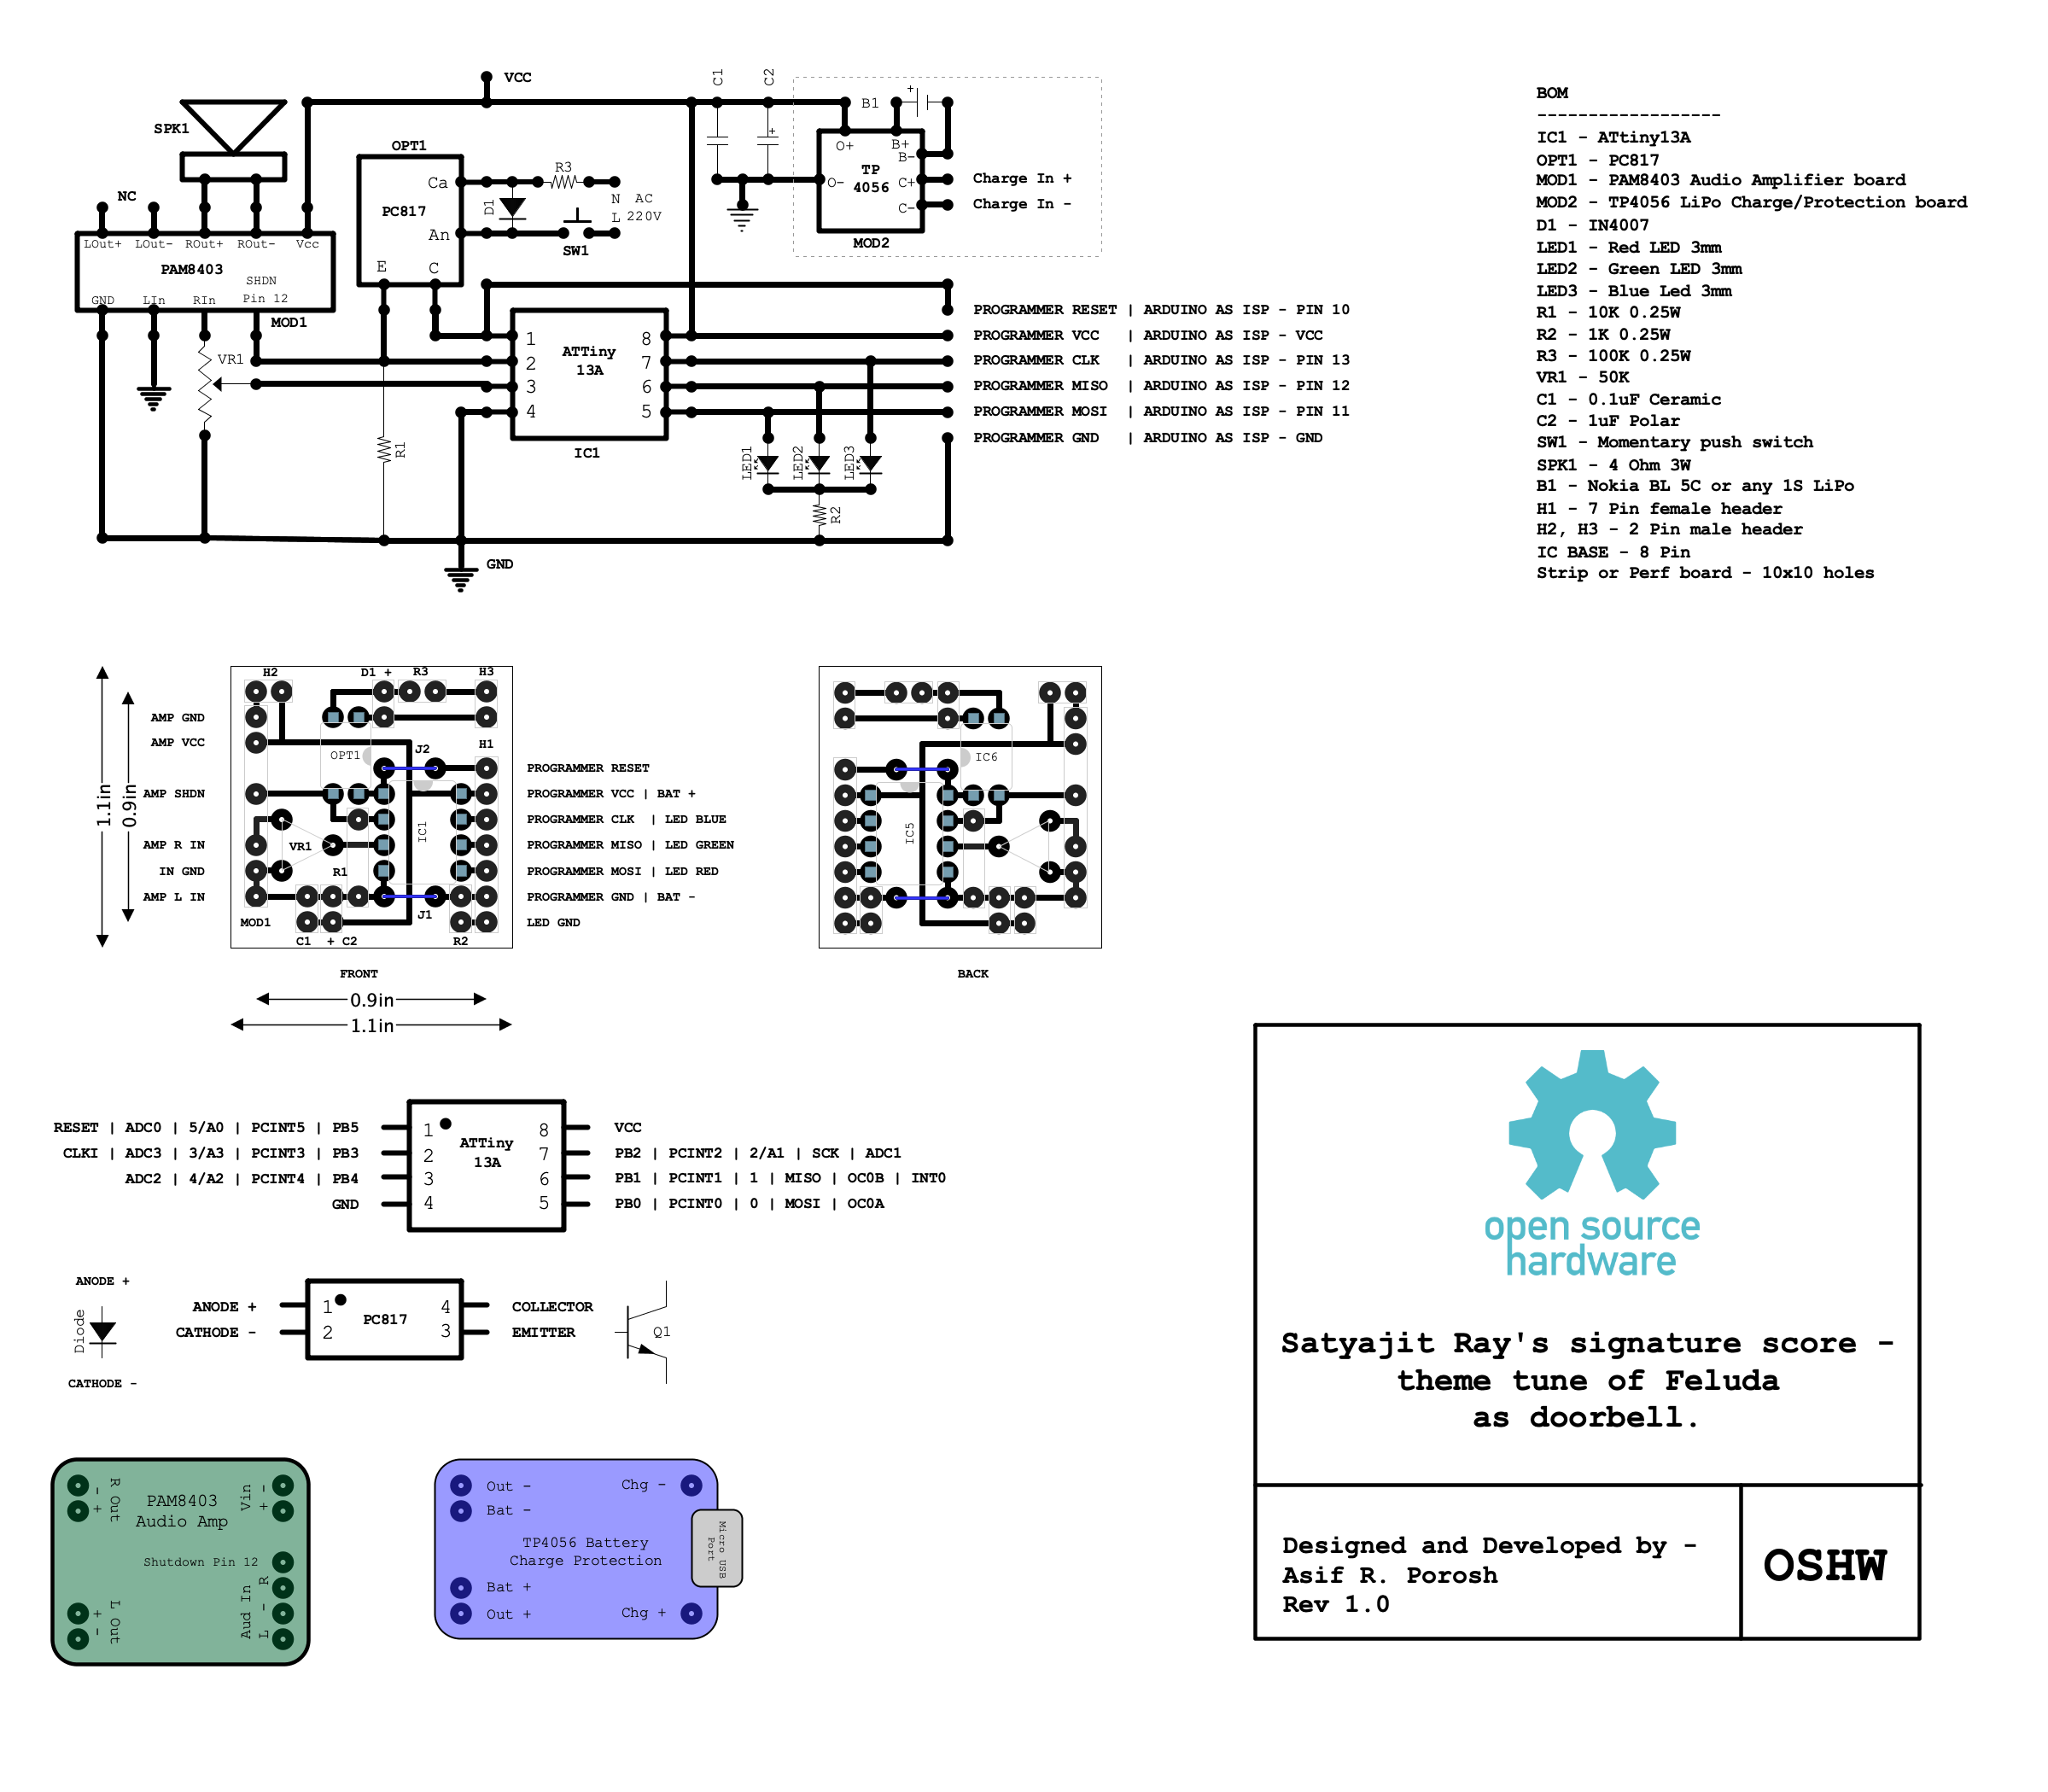 VCC
C1
C2
B1
+
SPK1
OPT1
O+
B+
B-
TP
4056
R3
Ca
O-
C+
Charge In +
NC
PC817
D1
N
AC
L
220V
+
C-
Charge In -
An
SW1
MOD2
LOut+
LOut-
ROut+
ROut-
Vcc
PAM8403
E
C
SHDN
GND
LIn
RIn
Pin 12
MOD1
PROGRAMMER RESET | ARDUINO AS ISP - PIN 10
1
8
PROGRAMMER VCC | ARDUINO AS ISP - VCC
VR1
ATTiny
13A
2
7
PROGRAMMER CLK | ARDUINO AS ISP - PIN 13
3
6
PROGRAMMER MISO | ARDUINO AS ISP - PIN 12
4
5
PROGRAMMER MOSI | ARDUINO AS ISP - PIN 11
PROGRAMMER GND | ARDUINO AS ISP - GND
R1
IC1
LED1
LED2
LED3
R2
GND
BOM
------------------
IC1 - ATtiny13A
OPT1 - PC817
MOD1 - PAM8403 Audio Amplifier board
MOD2 - TP4056 LiPo Charge/Protection board
D1 - IN4007
LED1 - Red LED 3mm
LED2 - Green LED 3mm
LED3 - Blue Led 3mm
R1 - 10K 0.25W
R2 - 1K 0.25W
R3 - 100K 0.25W
VR1 - 50K
C1 - 0.1uF Ceramic
C2 - 1uF Polar
SW1 - Momentary push switch
SPK1 - 4 Ohm 3W
B1 - Nokia BL 5C or any 1S LiPo
H1 - 7 Pin female header
H2, H3 - 2 Pin male header
IC BASE - 8 Pin
Strip or Perf board - 10x10 holes
H2
D1 +
R3
H3
AMP GND
AMP VCC
OPT1
J2
H1
1.1in
0.9in
AMP SHDN
AMP R IN
IN GND
AMP L IN
VR1
R1
IC1
MOD1
J1
C1
+ C2
R2
PROGRAMMER RESET
PROGRAMMER VCC | BAT +
PROGRAMMER CLK | LED BLUE
PROGRAMMER MISO | LED GREEN
PROGRAMMER MOSI | LED RED
PROGRAMMER GND | BAT -
LED GND
FRONT
0.9in
1.1in
IC6
IC5
BACK
RESET | ADC0 | 5/A0 | PCINT5 | PB5
CLKI | ADC3 | 3/A3 | PCINT3 | PB3
ADC2 | 4/A2 | PCINT4 | PB4
GND
1
2
3
4
ATTiny
13A
8
7
6
5
VCC
PB2 | PCINT2 | 2/A1 | SCK | ADC1
PB1 | PCINT1 | 1 | MISO | OC0B | INT0
PB0 | PCINT0 | 0 | MOSI | OC0A
ANODE +
Diode
CATHODE -
ANODE +
CATHODE -
1
2
PC817
4
3
COLLECTOR
EMITTER
Q1
R Out
- +
PAM8403
Audio Amp
Vin
+ -
Shutdown Pin 12
L Out
+ -
Aud In
L - R
Out -
Bat -
Chg -
TP4056 Battery
Charge Protection
Micro USB
Port
Bat +
Out +
Chg +
open source
hardware
Satyajit Ray's signature score -
theme tune of Feluda
as doorbell.
Designed and Developed by -
Asif R. Porosh
Rev 1.0
OSHW